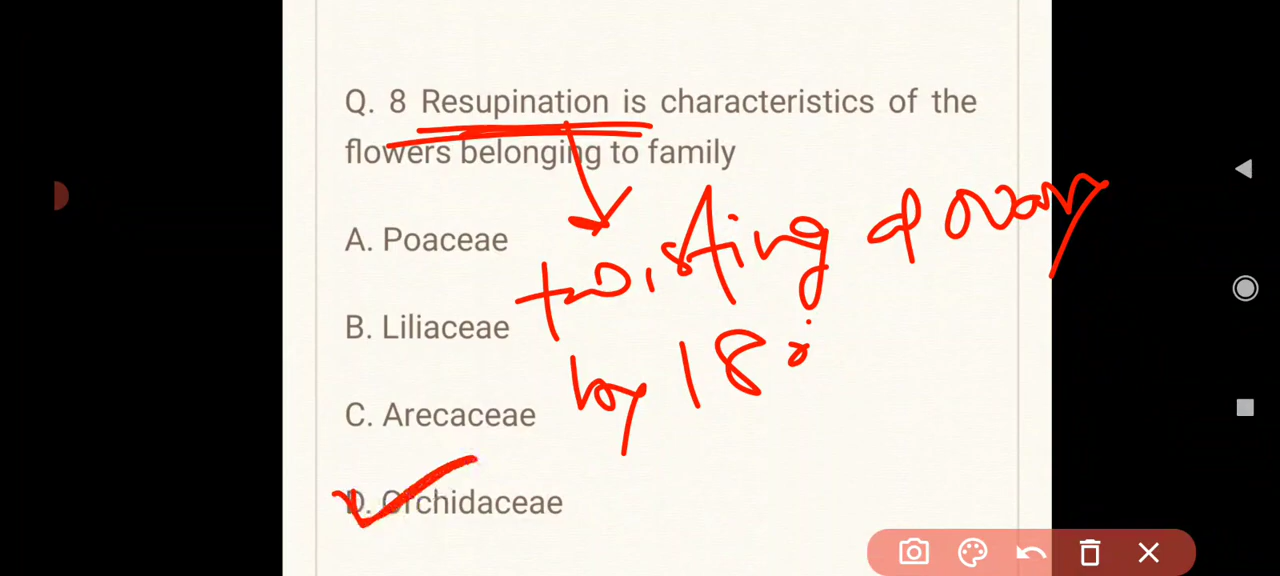 Q. 8 Resupination is characteristics of the
flowers belonging to family
A. Poaceae
twisting of ovary
B. Liliaceae
by 180
C. Arecaceae
D. Orchidaceae